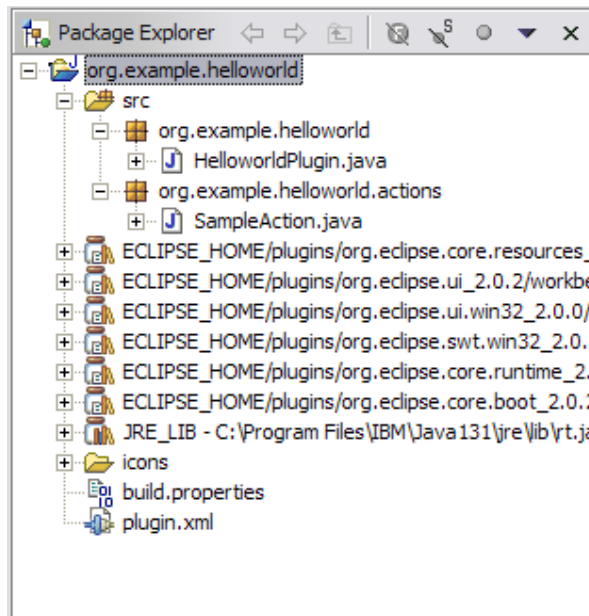 Package Explorer
org.example.helloworld
src
org.example.helloworld
HelloworldPlugin.java
org.example.helloworld.actions
SampleAction.java
ECLIPSE_HOME/plugins/org.eclipse.core.resources_
ECLIPSE_HOME/plugins/org.eclipse.ui_2.0.2/workbe
ECLIPSE_HOME/plugins/org.eclipse.ui.win32_2.0.0/
ECLIPSE_HOME/plugins/org.eclipse.swt.win32_2.0.
ECLIPSE_HOME/plugins/org.eclipse.core.runtime_2.
ECLIPSE_HOME/plugins/org.eclipse.core.boot_2.0.2
JRE_LIB - C:\Program Files\IBM\Java131\jre\lib\rt.ja
icons
build.properties
plugin.xml